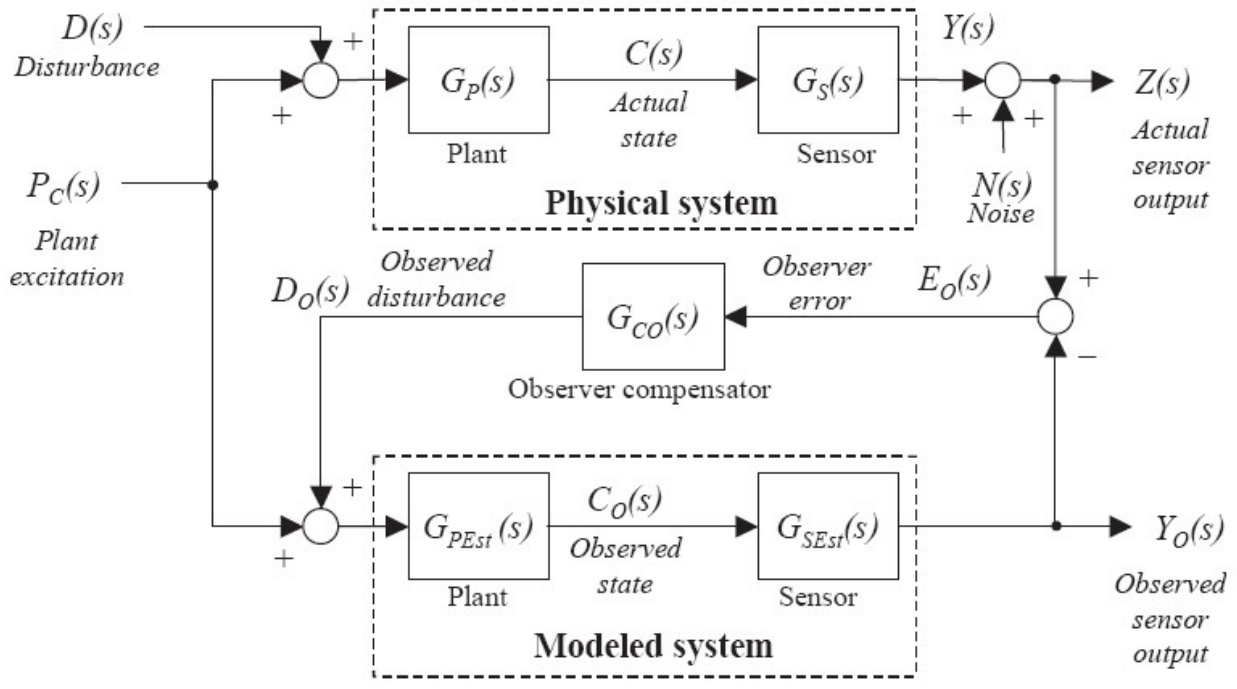 D(s)
Disturbance
+
+
G_P(s)
Plant
C(s)
Actual
state
G_S(s)
Sensor
Y(s)
+
+
N(s)
Noise
Z(s)
Actual
sensor
output
P_C(s)
Plant
excitation
Physical system
D_O(s)
Observed
disturbance
G_CO(s)
Observer compensator
Observer
error
E_O(s)
+
−
+
+
G_PEst(s)
Plant
C_O(s)
Observed
state
G_SEst(s)
Sensor
Modeled system
Y_O(s)
Observed
sensor
output